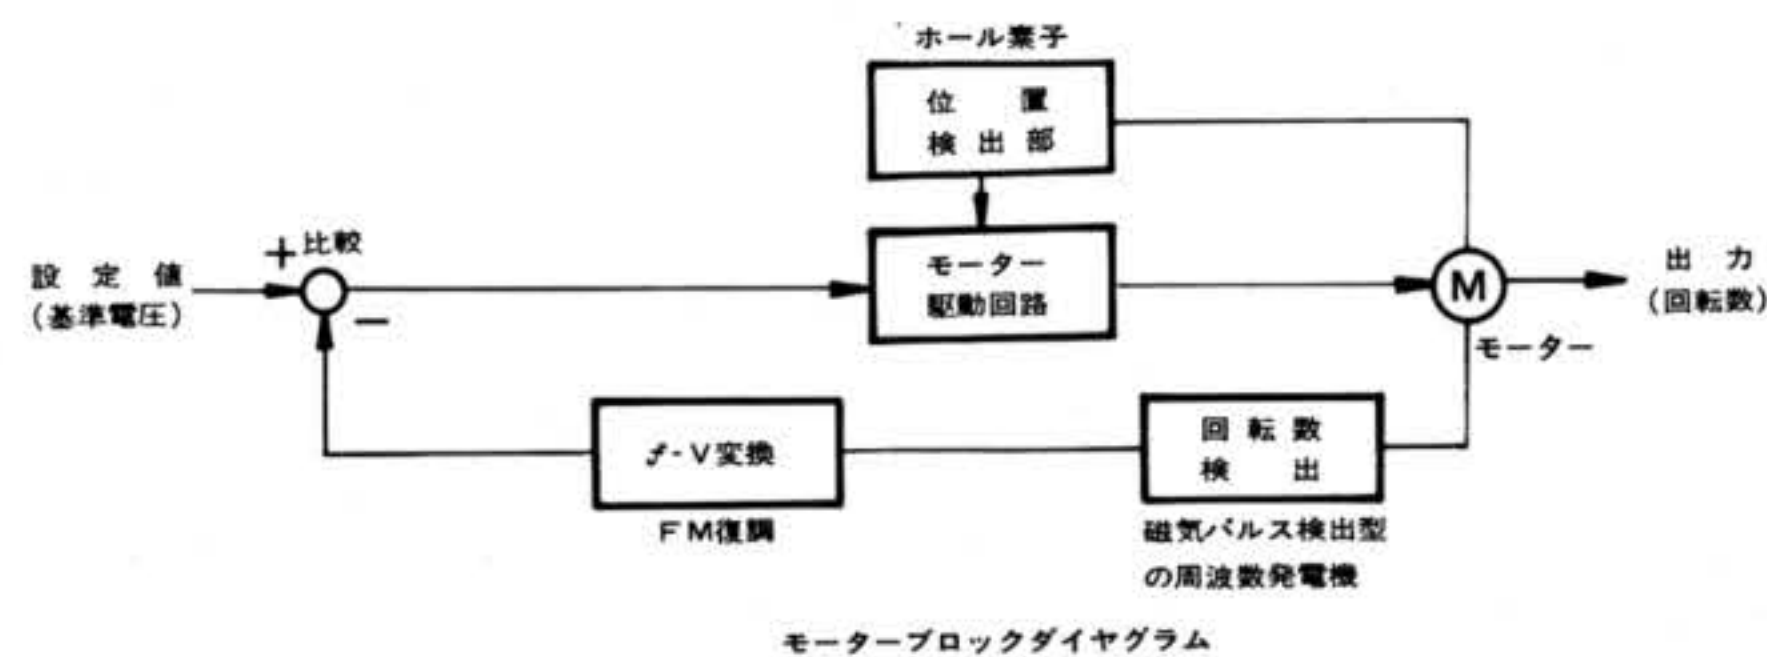 ホール素子
位置
検出部
+ 比較
設定値
(基準電圧)
−
モーター
駆動回路
M
モーター
出力
(回転数)
f-V変換
FM復調
回転数
検出
磁気パルス検出型
の周波数発電機
モーターブロックダイヤグラム